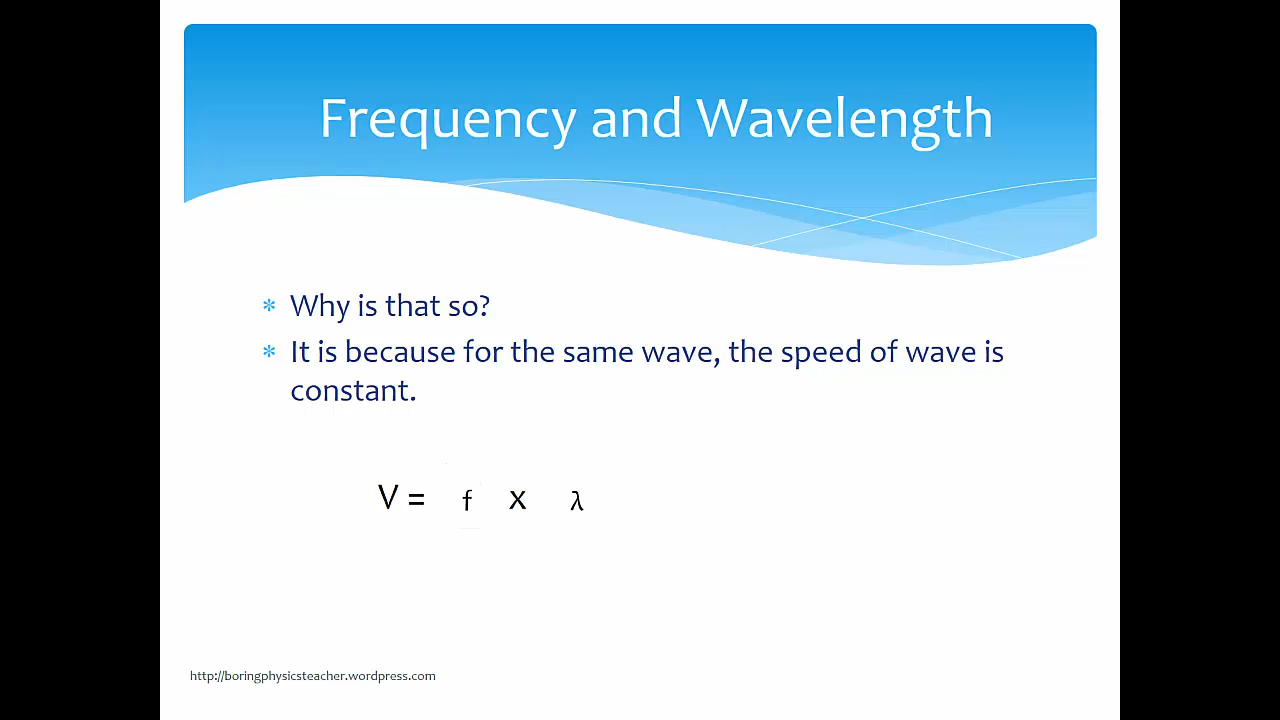 Frequency and Wavelength
* Why is that so?
* It is because for the same wave, the speed of wave is
constant.
V = f x λ
http://boringphysicsteacher.wordpress.com